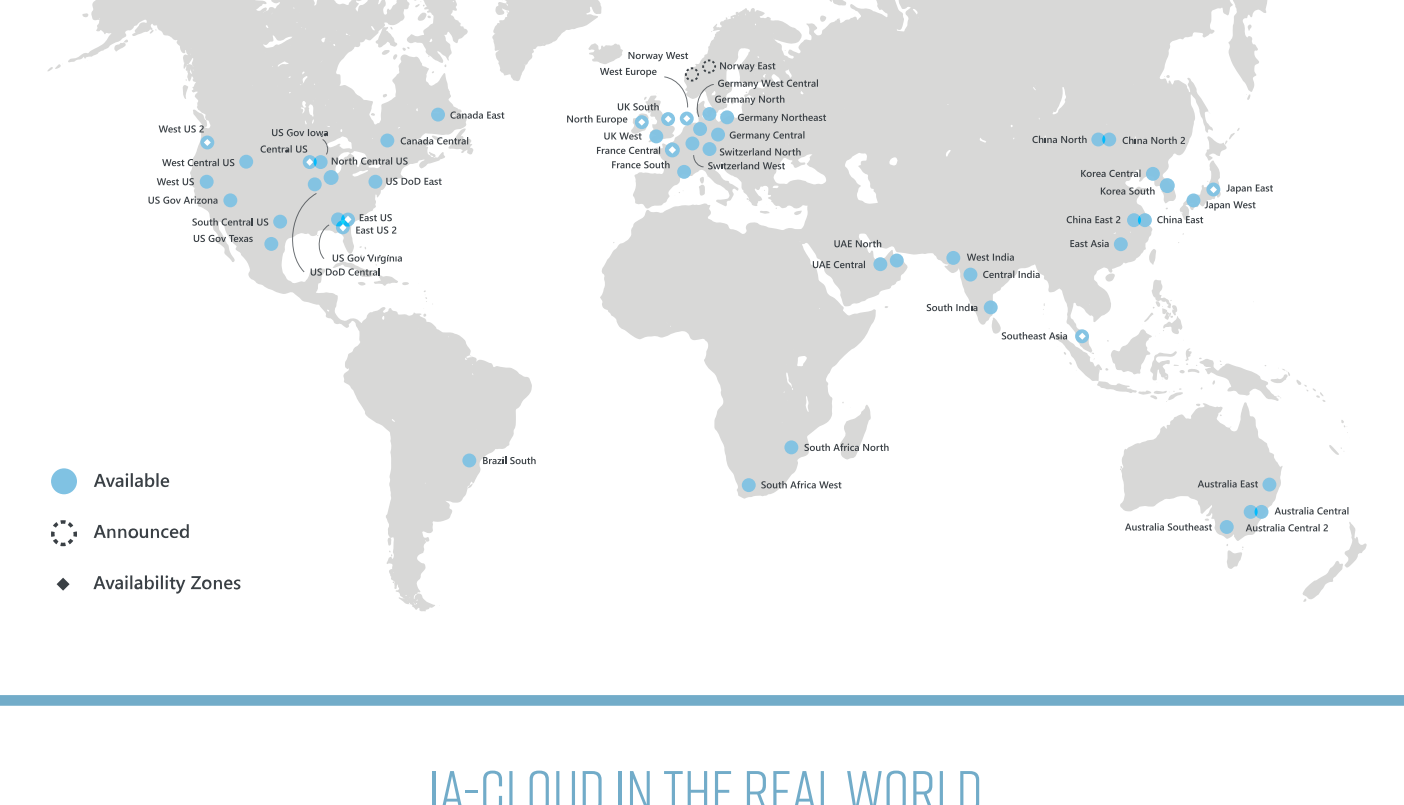 Norway West
Norway East
West Europe
Germany West Central
Germany North
UK South
Canada East
North Europe
Germany Northeast
West US 2
US Gov Iowa
UK West
Germany Central
Canada Central
China North
China North 2
Central US
France Central
Switzerland North
West Central US
North Central US
France South
Switzerland West
Korea Central
West US
US DoD East
Korea South
Japan East
US Gov Arizona
Japan West
South Central US
East US
China East 2
China East
East US 2
US Gov Texas
UAE North
East Asia
US Gov Virginia
West India
UAE Central
US DoD Central
Central India
South India
Southeast Asia
South Africa North
Brazil South
Available
South Africa West
Australia East
Australia Central
Announced
Australia Southeast
Australia Central 2
Availability Zones
IA-CLOUD IN THE REAL WORLD